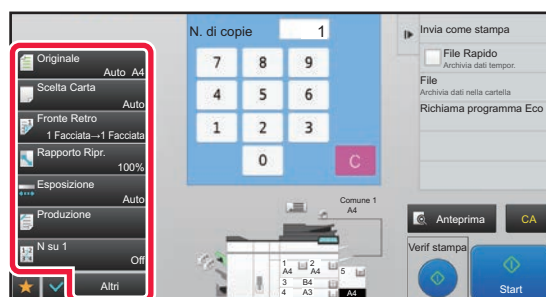 N. di copie 1
Originale
Auto A4
Scelta Carta
Auto
Fronte Retro
1 Facciata→1 Facciata
Rapporto Ripr.
100%
Esposizione
Auto
Produzione
N su 1
Off
Altri
7 8 9
4 5 6
1 2 3
0 C
Comune 1
A4
1 A4
2 A4
3 B4
4 A3
5
A4
Invia come stampa
File Rapido
Archivia dati tempor.
File
Archivia dati nella cartella
Richiama programma Eco
Anteprima
CA
Verif stampa
Start